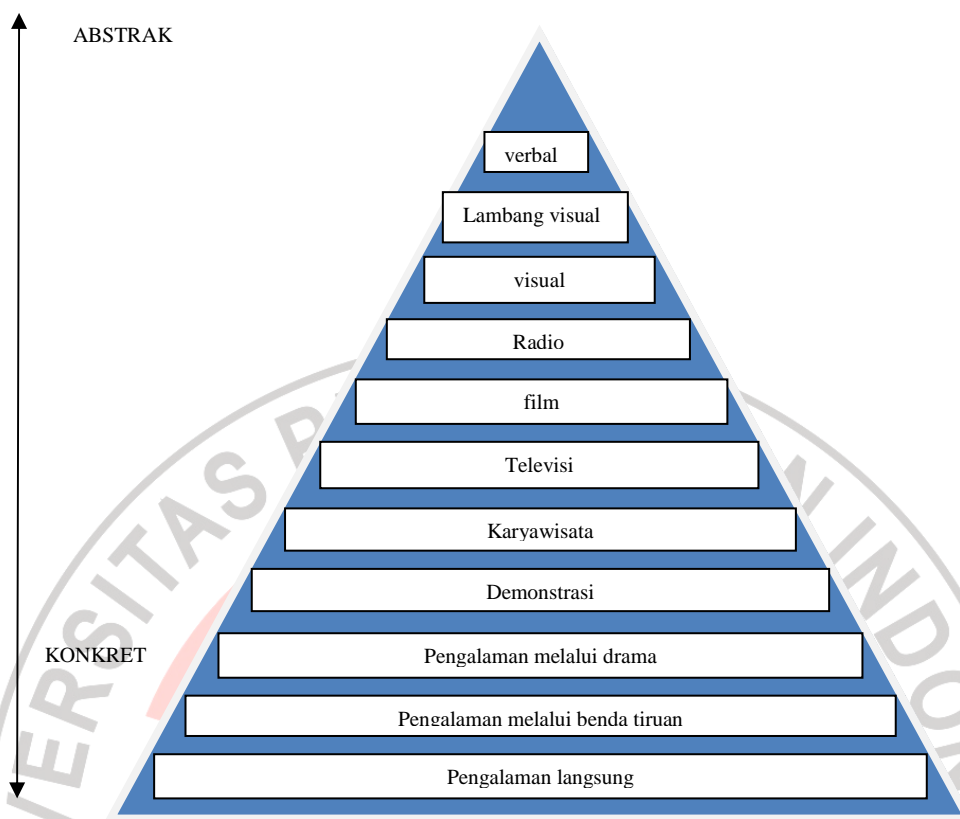 ABSTRAK
verbal
Lambang visual
visual
Radio
film
Televisi
Karyawisata
Demonstrasi
KONKRET
Pengalaman melalui drama
Pengalaman melalui benda tiruan
Pengalaman langsung